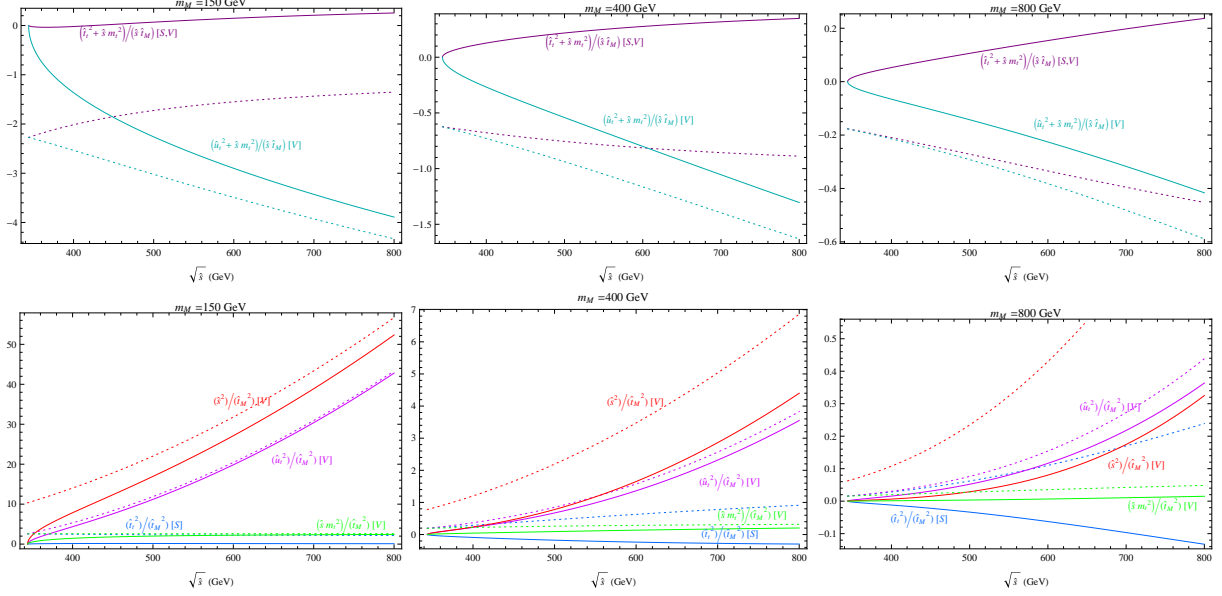 m_M =150 GeV
0
−1
−2
−3
−4
(t̂_t² + ŝ m_t²)/(ŝ t̂_M) [S,V]
(û_t² + ŝ m_t²)/(ŝ t̂_M) [V]
400 500 600 700 800
√ŝ (GeV)
m_M =400 GeV
0.0
−0.5
−1.0
−1.5
(t̂_t² + ŝ m_t²)/(ŝ t̂_M) [S,V]
(û_t² + ŝ m_t²)/(ŝ t̂_M) [V]
400 500 600 700 800
√ŝ (GeV)
m_M =800 GeV
0.2
0.0
−0.2
−0.4
−0.6
(t̂_t² + ŝ m_t²)/(ŝ t̂_M) [S,V]
(û_t² + ŝ m_t²)/(ŝ t̂_M) [V]
400 500 600 700 800
√ŝ (GeV)
m_M =150 GeV
50
40
30
20
10
0
(ŝ²)/(t̂_M²) [V]
(û_t²)/(t̂_M²) [V]
(t̂_t²)/(t̂_M²) [S]
(ŝ m_t²)/(t̂_M²) [V]
400 500 600 700 800
√ŝ (GeV)
m_M =400 GeV
7
6
5
4
3
2
1
0
(ŝ²)/(t̂_M²) [V]
(û_t²)/(t̂_M²) [V]
(ŝ m_t²)/(t̂_M²) [V]
(t̂_t²)/(t̂_M²) [S]
400 500 600 700 800
√ŝ (GeV)
m_M =800 GeV
0.5
0.4
0.3
0.2
0.1
0.0
−0.1
(û_t²)/(t̂_M²) [V]
(ŝ²)/(t̂_M²) [V]
(ŝ m_t²)/(t̂_M²) [V]
(t̂_t²)/(t̂_M²) [S]
400 500 600 700 800
√ŝ (GeV)